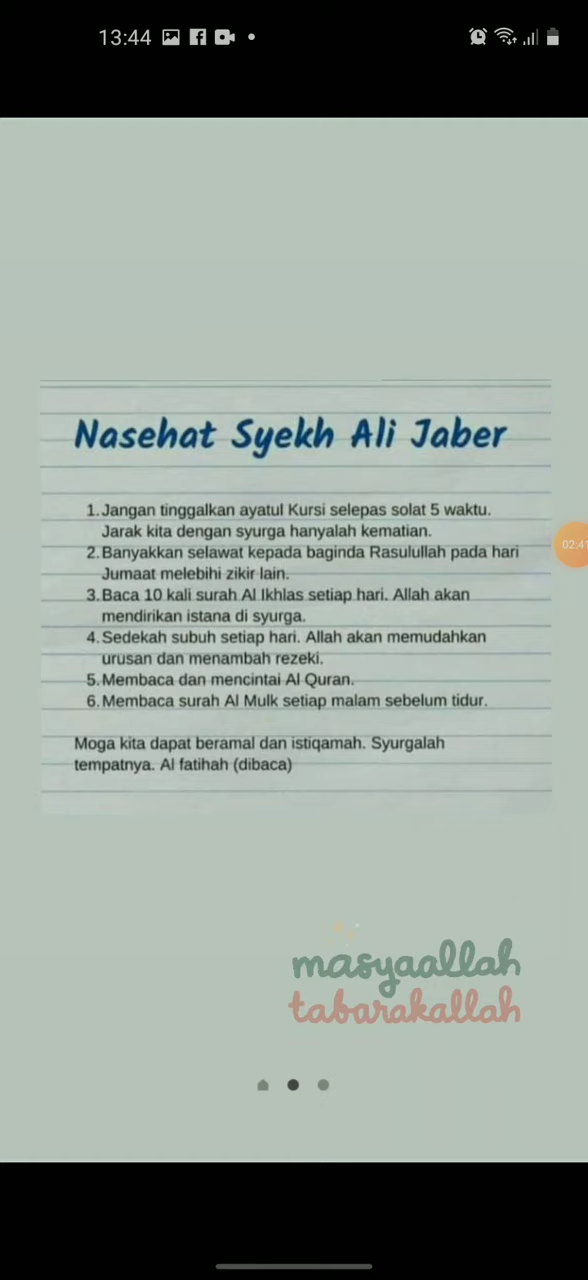 13:44
Nasehat Syekh Ali Jaber
1. Jangan tinggalkan ayatul Kursi selepas solat 5 waktu.
Jarak kita dengan syurga hanyalah kematian.
2. Banyakkan selawat kepada baginda Rasulullah pada hari
Jumaat melebihi zikir lain.
02:41
3. Baca 10 kali surah Al Ikhlas setiap hari. Allah akan
mendirikan istana di syurga.
4. Sedekah subuh setiap hari. Allah akan memudahkan
urusan dan menambah rezeki.
5. Membaca dan mencintai Al Quran.
6. Membaca surah Al Mulk setiap malam sebelum tidur.
Moga kita dapat beramal dan istiqamah. Syurgalah
tempatnya. Al fatihah (dibaca)
masyaallah
tabarakallah